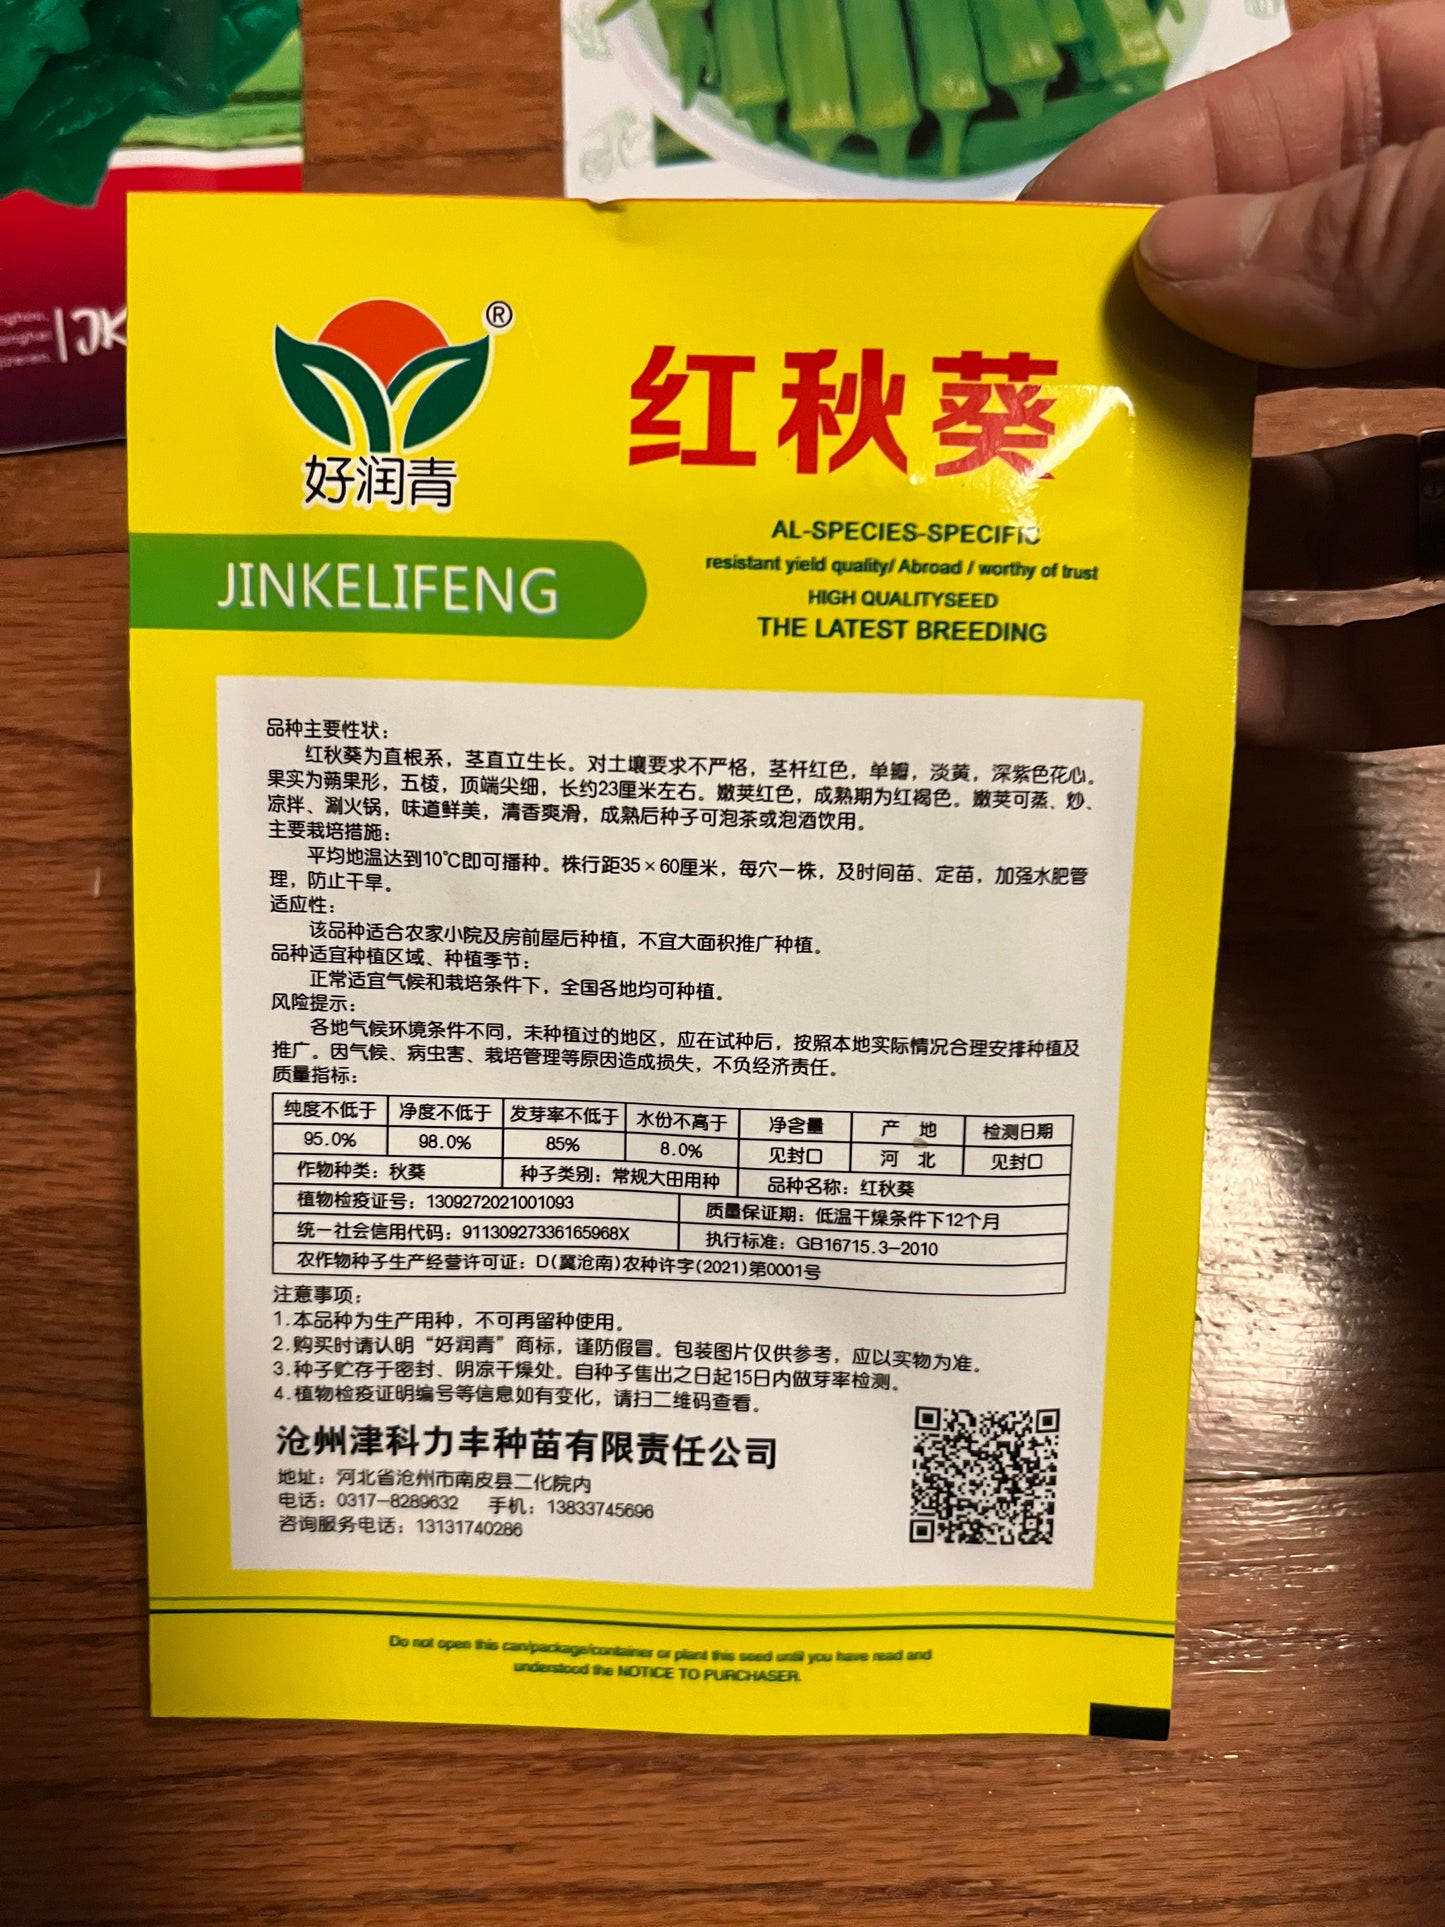 JK
®
好润青
红秋葵
JINKELIFENG
AL-SPECIES-SPECIFIC
resistant yield quality/ Abroad / worthy of trust
HIGH QUALITYSEED
THE LATEST BREEDING
品种主要性状：
红秋葵为直根系，茎直立生长。对土壤要求不严格，茎杆红色，单瓣，淡黄，深紫色花心。
果实为蒴果形，五棱，顶端尖细，长约23厘米左右。嫩荚红色，成熟期为红褐色。嫩荚可蒸、炒、
凉拌、涮火锅，味道鲜美，清香爽滑，成熟后种子可泡茶或泡酒饮用。
主要栽培措施：
平均地温达到10℃即可播种。株行距35×60厘米，每穴一株，及时间苗、定苗，加强水肥管
理，防止干旱。
适应性：
该品种适合农家小院及房前屋后种植，不宜大面积推广种植。
品种适宜种植区域、种植季节：
正常适宜气候和栽培条件下，全国各地均可种植。
风险提示：
各地气候环境条件不同，未种植过的地区，应在试种后，按照本地实际情况合理安排种植及
推广。因气候、病虫害、栽培管理等原因造成损失，不负经济责任。
质量指标：
纯度不低于 净度不低于 发芽率不低于 水份不高于 净含量 产 地 检测日期
95.0% 98.0% 85% 8.0% 见封口 河 北 见封口
作物种类：秋葵 种子类别：常规大田用种 品种名称：红秋葵
植物检疫证号：1309272021001093 质量保证期：低温干燥条件下12个月
统一社会信用代码：91130927336165968X 执行标准：GB16715.3-2010
农作物种子生产经营许可证：D(冀沧南)农种许字(2021)第0001号
注意事项：
1.本品种为生产用种，不可再留种使用。
2.购买时请认明“好润青”商标，谨防假冒。包装图片仅供参考，应以实物为准。
3.种子贮存于密封、阴凉干燥处。自种子售出之日起15日内做芽率检测。
4.植物检疫证明编号等信息如有变化，请扫二维码查看。
沧州津科力丰种苗有限责任公司
地址：河北省沧州市南皮县二化院内
电话：0317-8289632 手机：13833745696
咨询服务电话：13131740286
Do not open this can/package/container or plant this seed until you have read and
understood the NOTICE TO PURCHASER.